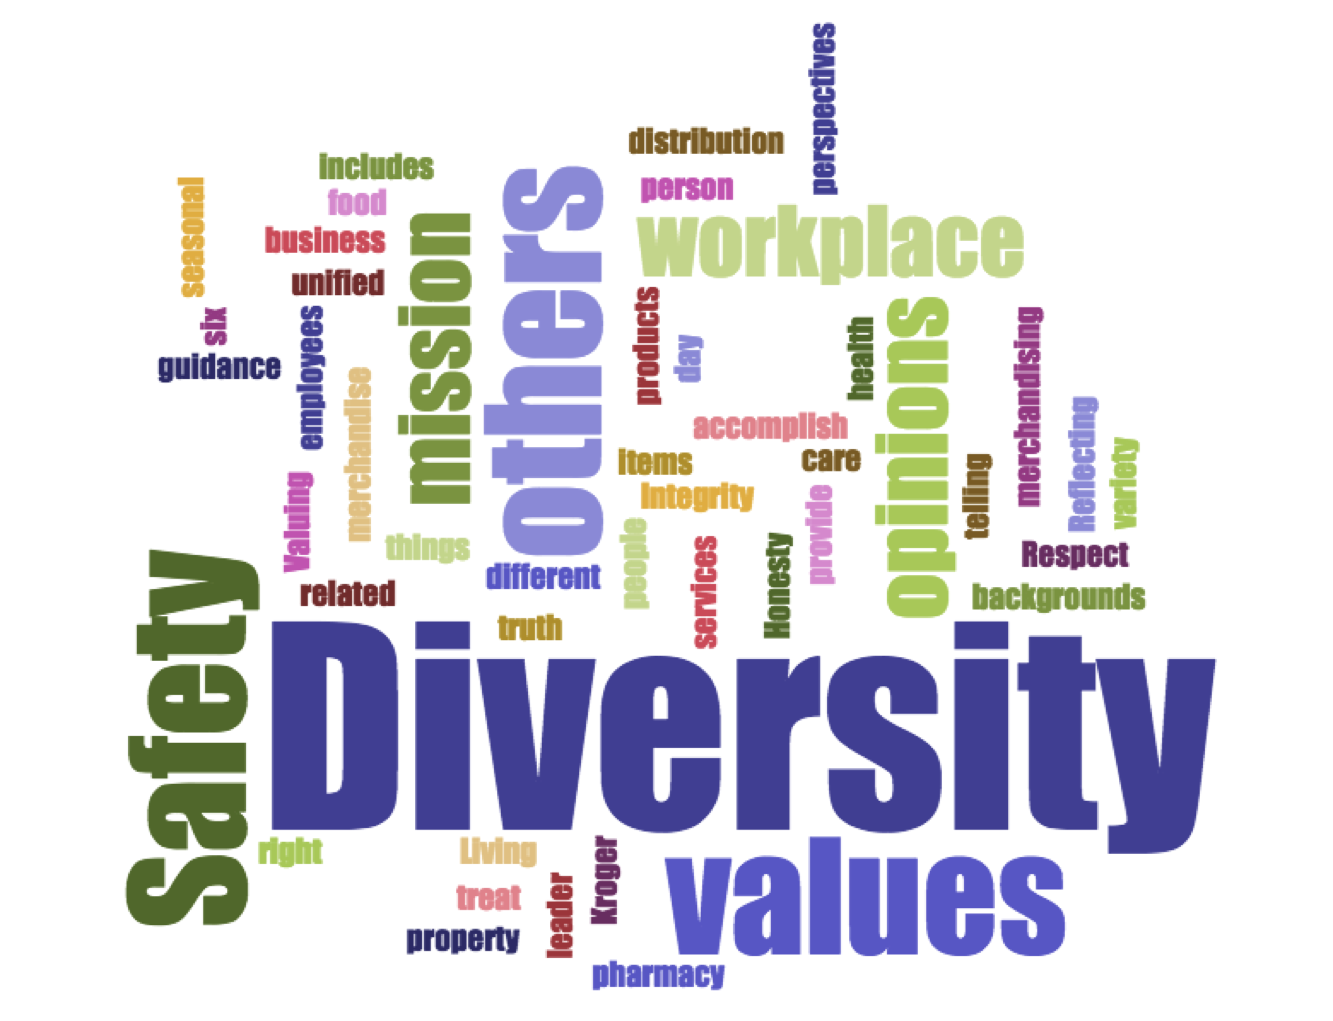 perspectives
distribution
includes
person
seasonal
food
others
workplace
mission
business
unified
products
opinions
six
employees
day
health
merchandising
guidance
merchandise
accomplish
Reflecting
items
care
telling
variety
Valuing
Integrity
provide
things
people
services
Honesty
Respect
different
related
backgrounds
truth
Safety
Diversity
right
Living
Kroger
values
treat
leader
property
pharmacy